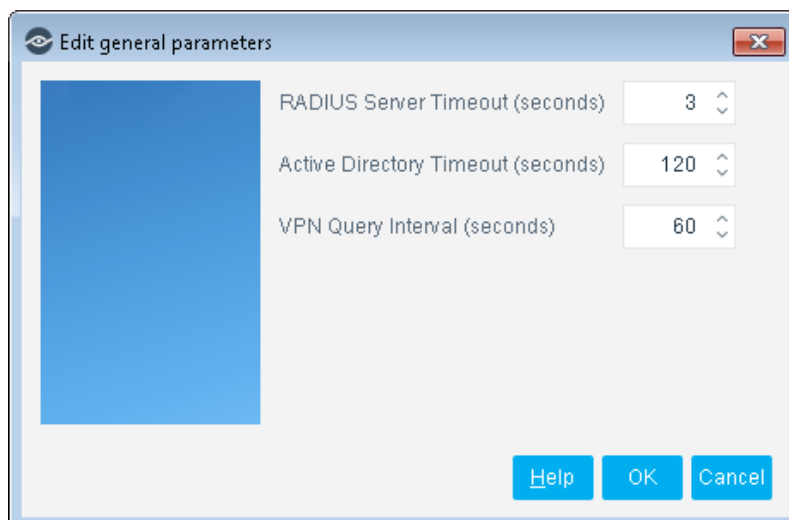 Edit general parameters
RADIUS Server Timeout (seconds) 3
Active Directory Timeout (seconds) 120
VPN Query Interval (seconds) 60
Help OK Cancel